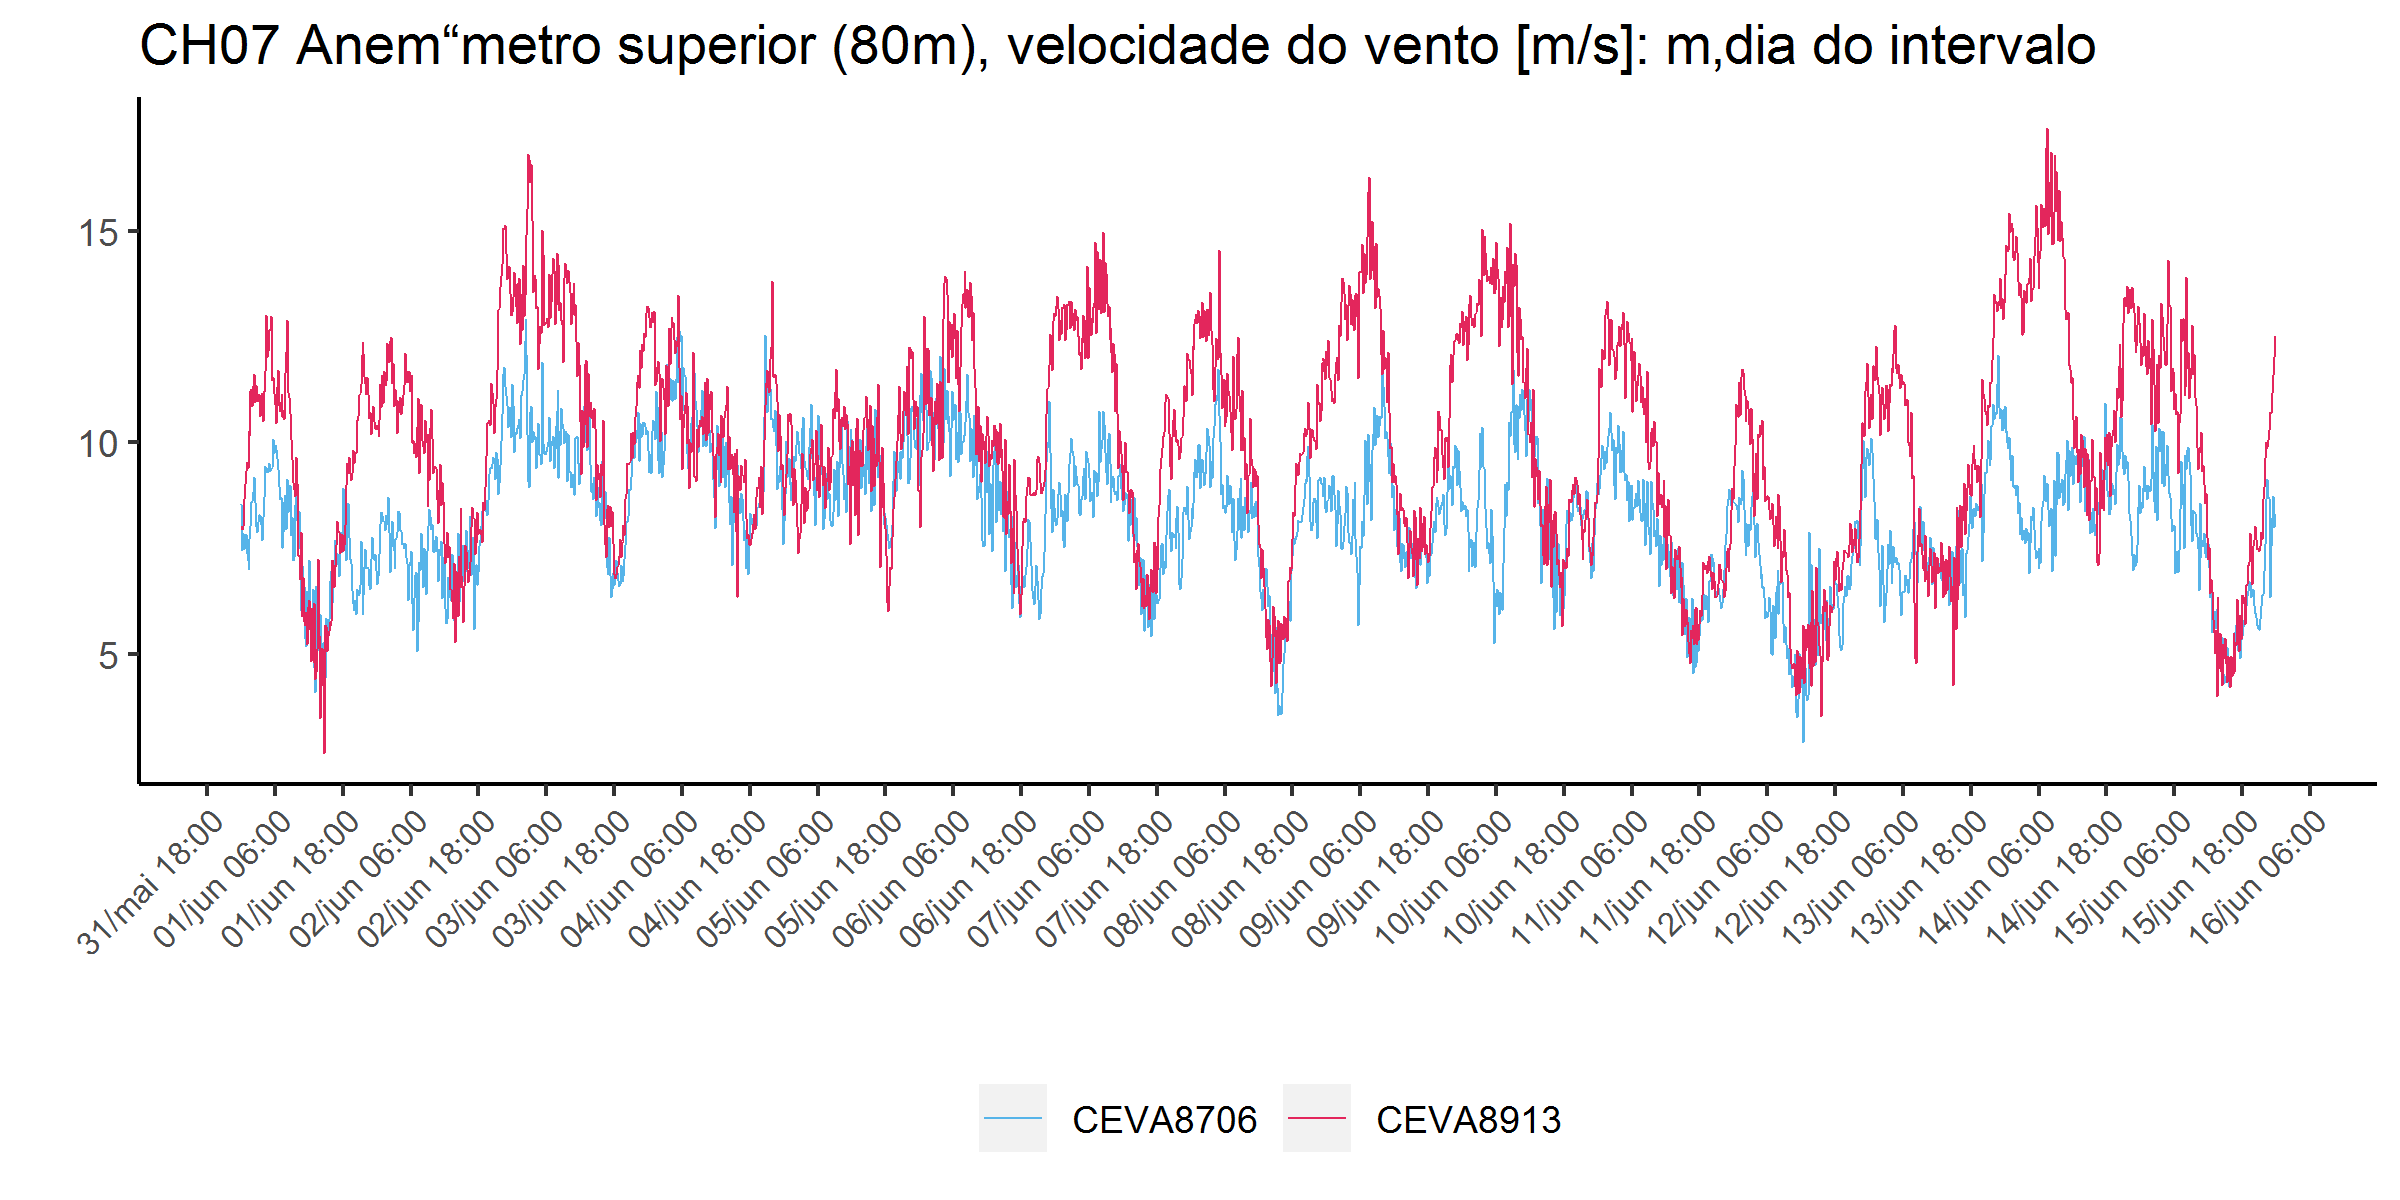 CH07 Anem“metro superior (80m), velocidade do vento [m/s]: m‚dia do intervalo
15
10
5
31/mai 18:00
01/jun 06:00
01/jun 18:00
02/jun 06:00
02/jun 18:00
03/jun 06:00
03/jun 18:00
04/jun 06:00
04/jun 18:00
05/jun 06:00
05/jun 18:00
06/jun 06:00
06/jun 18:00
07/jun 06:00
07/jun 18:00
08/jun 06:00
08/jun 18:00
09/jun 06:00
09/jun 18:00
10/jun 06:00
10/jun 18:00
11/jun 06:00
11/jun 18:00
12/jun 06:00
12/jun 18:00
13/jun 06:00
13/jun 18:00
14/jun 06:00
14/jun 18:00
15/jun 06:00
15/jun 18:00
16/jun 06:00
CEVA8706 CEVA8913